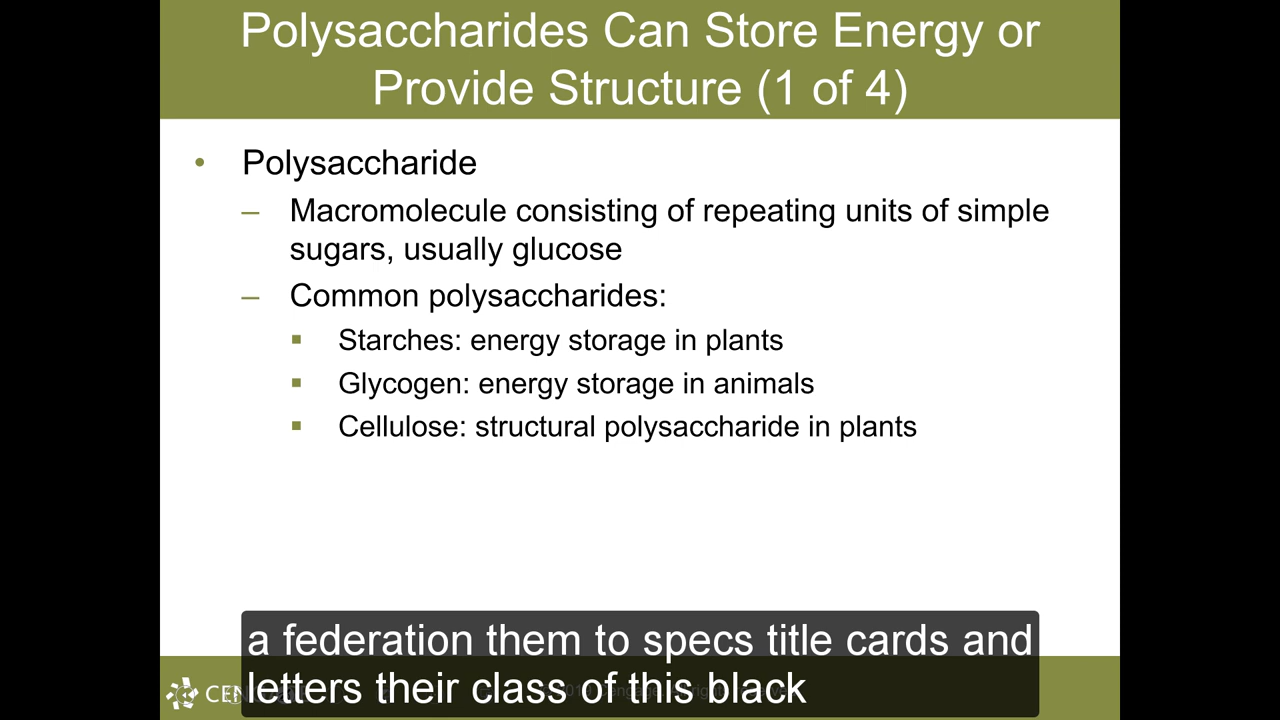 Polysaccharides Can Store Energy or
Provide Structure (1 of 4)
• Polysaccharide
– Macromolecule consisting of repeating units of simple
sugars, usually glucose
– Common polysaccharides:
▪ Starches: energy storage in plants
▪ Glycogen: energy storage in animals
▪ Cellulose: structural polysaccharide in plants
a federation them to specs title cards and
letters their class of this black